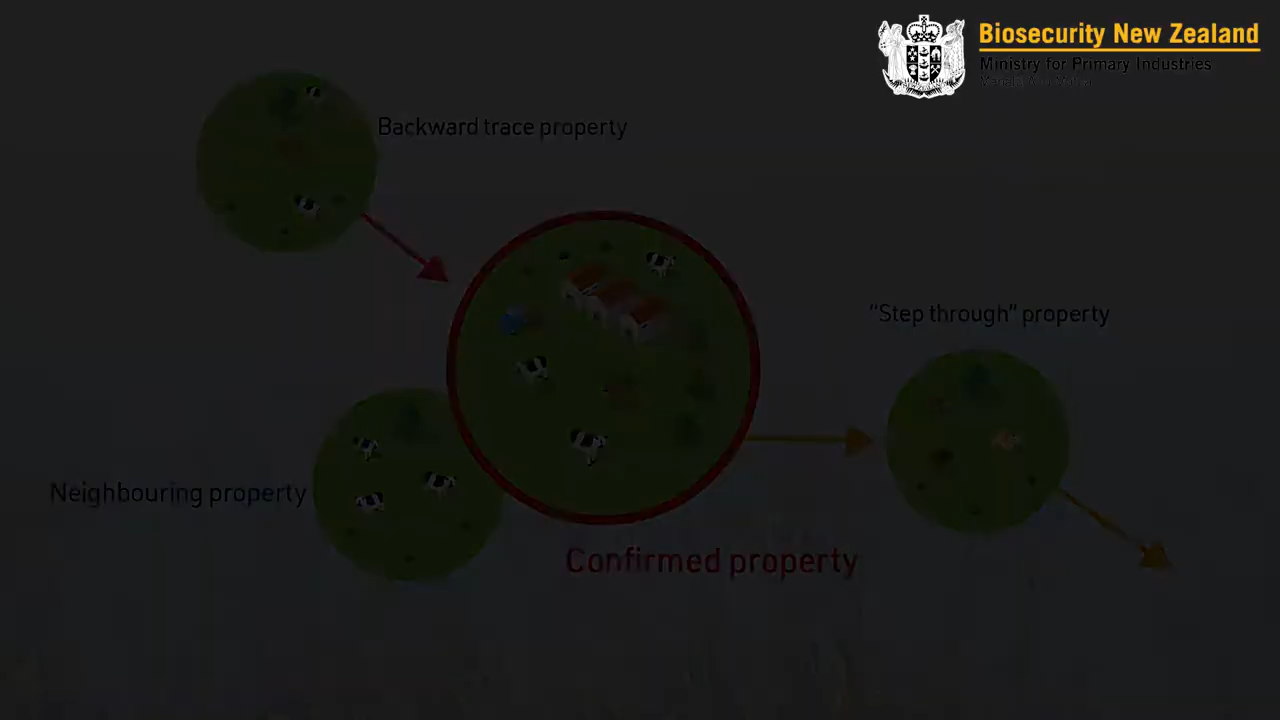 Biosecurity New Zealand
Ministry for Primary Industries
Backward trace property
"Step through" property
Neighbouring property
Confirmed property